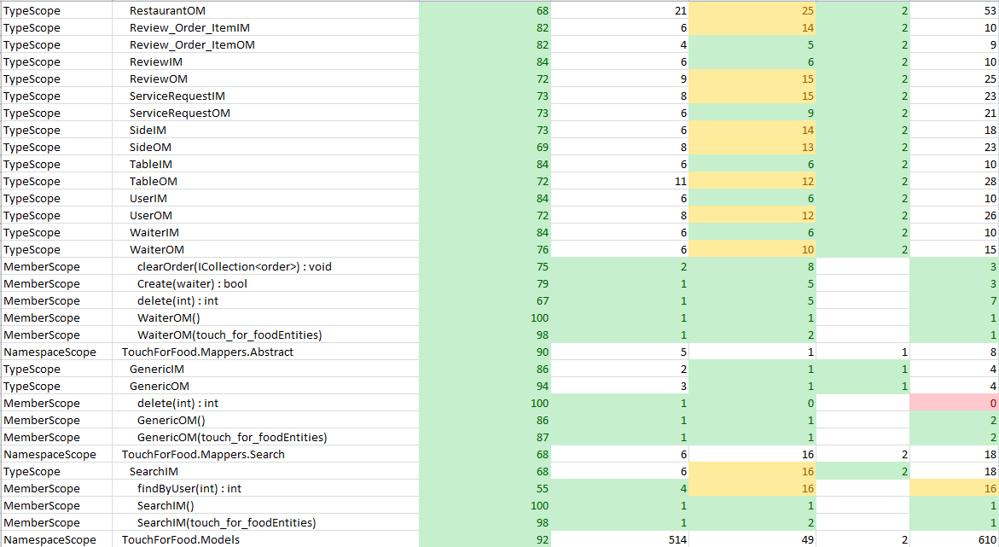 TypeScope RestaurantOM 68 21 25 2 53
TypeScope Review_Order_ItemIM 82 6 14 2 10
TypeScope Review_Order_ItemOM 82 4 5 2 9
TypeScope ReviewIM 84 6 6 2 10
TypeScope ReviewOM 72 9 15 2 25
TypeScope ServiceRequestIM 73 8 15 2 23
TypeScope ServiceRequestOM 73 6 9 2 21
TypeScope SideIM 73 6 14 2 18
TypeScope SideOM 69 8 13 2 23
TypeScope TableIM 84 6 6 2 10
TypeScope TableOM 72 11 12 2 28
TypeScope UserIM 84 6 6 2 10
TypeScope UserOM 72 8 12 2 26
TypeScope WaiterIM 84 6 6 2 10
TypeScope WaiterOM 76 6 10 2 15
MemberScope clearOrder(ICollection<order>) : void 75 2 8 3
MemberScope Create(waiter) : bool 79 1 5 3
MemberScope delete(int) : int 67 1 5 7
MemberScope WaiterOM() 100 1 1 1
MemberScope WaiterOM(touch_for_foodEntities) 98 1 2 1
NamespaceScope TouchForFood.Mappers.Abstract 90 5 1 1 8
TypeScope GenericIM 86 2 1 1 4
TypeScope GenericOM 94 3 1 1 4
MemberScope delete(int) : int 100 1 0 0
MemberScope GenericOM() 86 1 1 2
MemberScope GenericOM(touch_for_foodEntities) 87 1 1 2
NamespaceScope TouchForFood.Mappers.Search 68 6 16 2 18
TypeScope SearchIM 68 6 16 2 18
MemberScope findByUser(int) : int 55 4 16 16
MemberScope SearchIM() 100 1 1 1
MemberScope SearchIM(touch_for_foodEntities) 98 1 2 1
NamespaceScope TouchForFood.Models 92 514 49 2 610